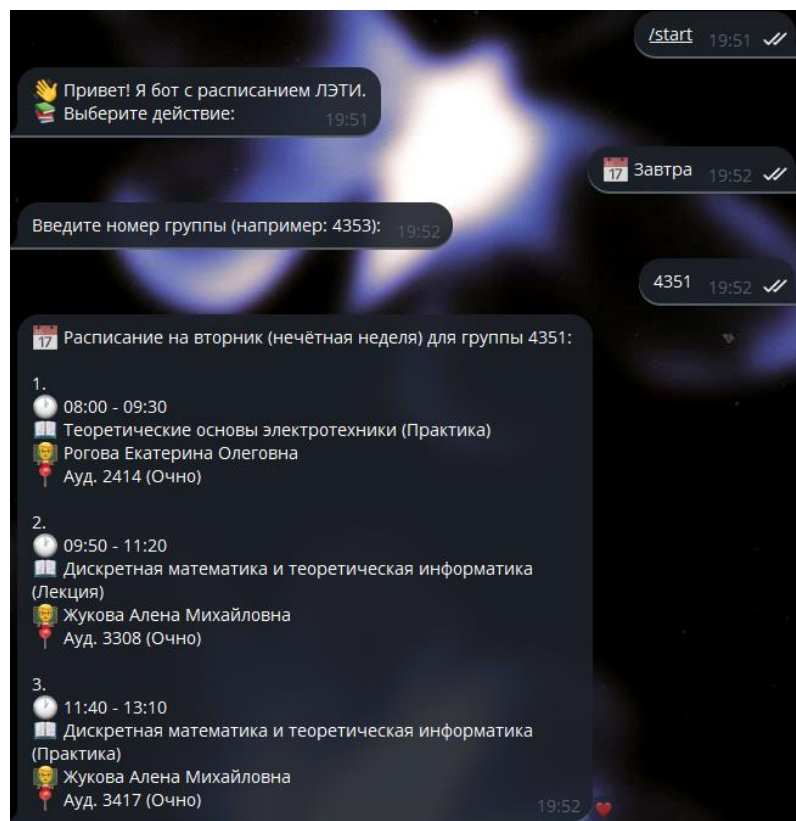 /start 19:51
👋 Привет! Я бот с расписанием ЛЭТИ.
📚 Выберите действие: 19:51
📅 Завтра 19:52
Введите номер группы (например: 4353): 19:52
4351 19:52
📅 Расписание на вторник (нечётная неделя) для группы 4351:
1.
🕐 08:00 - 09:30
📖 Теоретические основы электротехники (Практика)
👩‍🏫 Рогова Екатерина Олеговна
📍 Ауд. 2414 (Очно)
2.
🕐 09:50 - 11:20
📖 Дискретная математика и теоретическая информатика
(Лекция)
👩‍🏫 Жукова Алена Михайловна
📍 Ауд. 3308 (Очно)
3.
🕐 11:40 - 13:10
📖 Дискретная математика и теоретическая информатика
(Практика)
👩‍🏫 Жукова Алена Михайловна
📍 Ауд. 3417 (Очно) 19:52